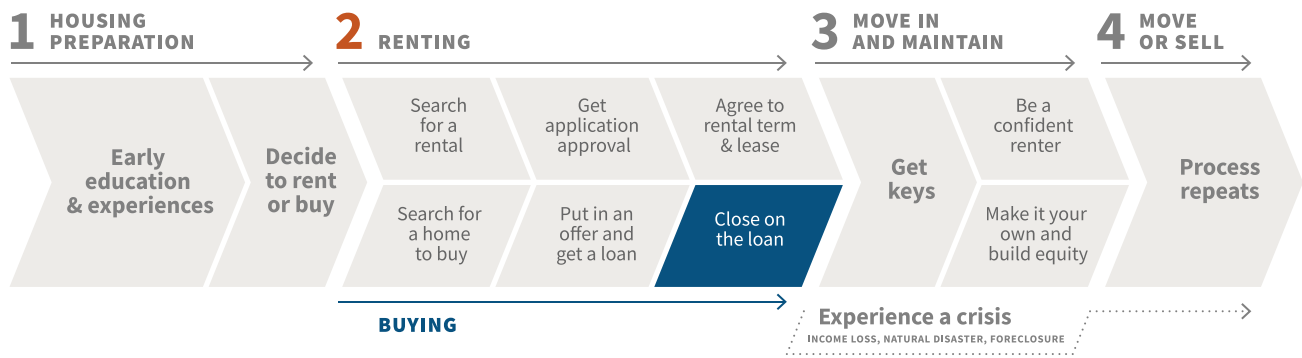 1 HOUSING
PREPARATION
2 RENTING
3 MOVE IN
AND MAINTAIN
4 MOVE
OR SELL
Early
education
& experiences
Decide
to rent
or buy
Search
for a
rental
Get
application
approval
Agree to
rental term
& lease
Search for
a home
to buy
Put in an
offer and
get a loan
Close on
the loan
Get
keys
Be a
confident
renter
Make it your
own and
build equity
Process
repeats
BUYING
Experience a crisis
INCOME LOSS, NATURAL DISASTER, FORECLOSURE